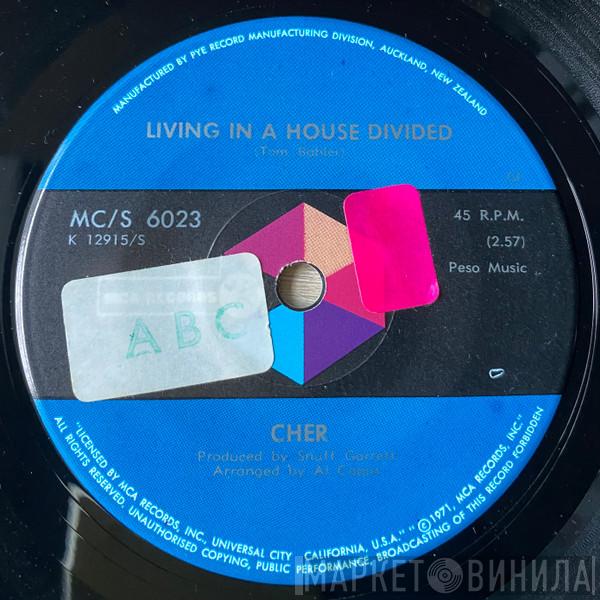 MANUFACTURED BY PYE RECORD MANUFACTURING DIVISION, AUCKLAND, NEW ZEALAND
LIVING IN A HOUSE DIVIDED
(Tom Bahler)
MC/S 6023
K 12915/S
45 R.P.M.
(2.57)
Peso Music
MCA RECORDS
ABC
CHER
Produced by Snuff Garrett
Arranged by Al Capps
"LICENSED BY MCA RECORDS, INC., UNIVERSAL CITY CALIFORNIA, U.S.A." "©1971, MCA RECORDS, INC."
ALL RIGHTS RESERVED. UNAUTHORISED COPYING, PUBLIC PERFORMANCE, BROADCASTING OF THIS RECORD FORBIDDEN
МАРКЕТ ВИНИЛА